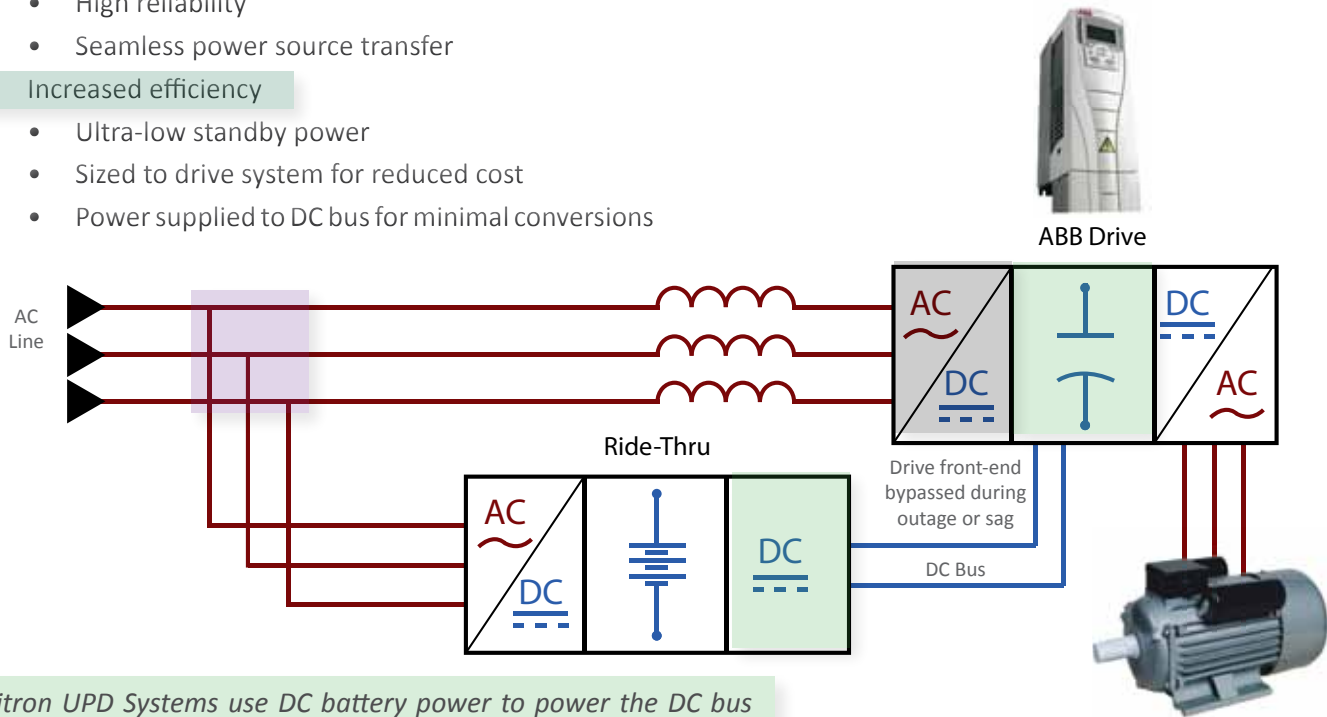 • High reliability
• Seamless power source transfer
Increased efficiency
• Ultra-low standby power
• Sized to drive system for reduced cost
• Power supplied to DC bus for minimal conversions
ABB Drive
AC
Line
AC
DC
DC
AC
Ride-Thru
Drive front-end
bypassed during
outage or sag
AC
DC
DC
DC Bus
UPD Systems use DC battery power to power the DC bus